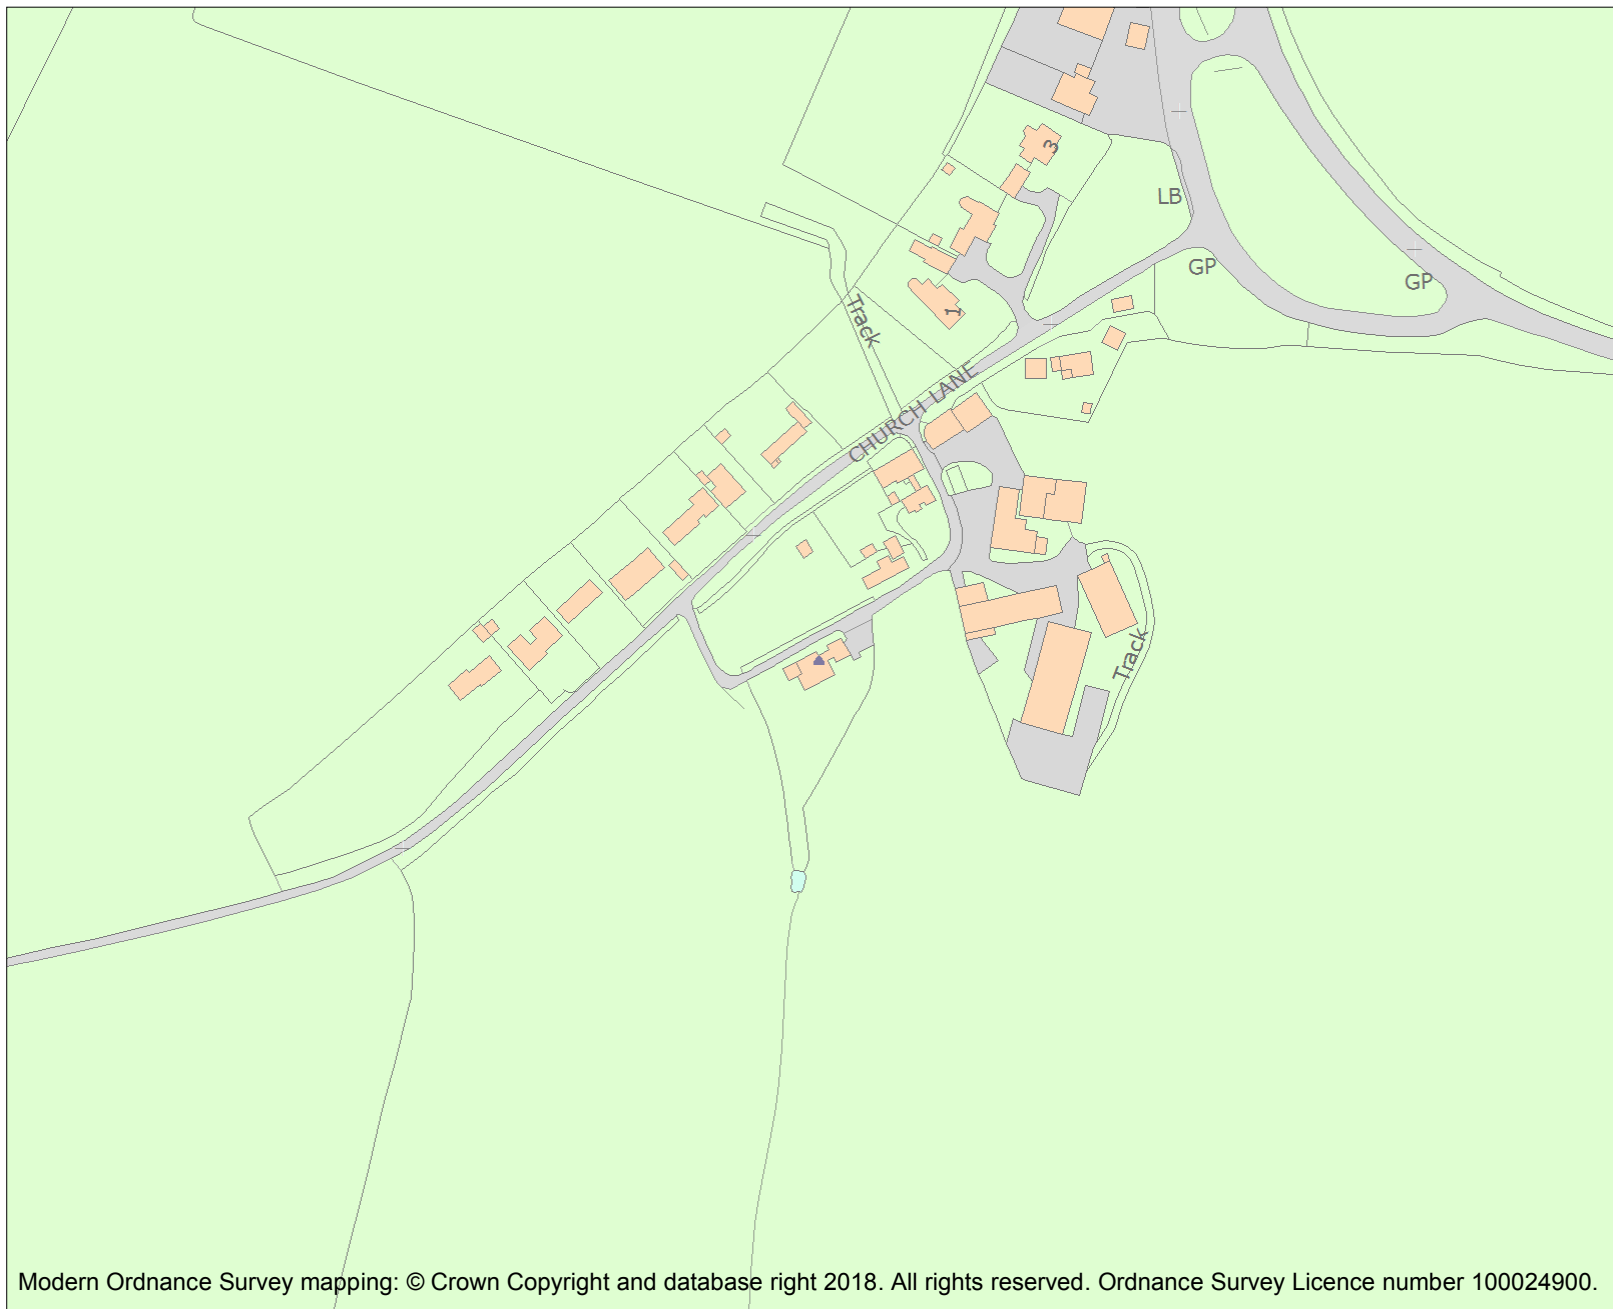 3
LB
GP
GP
Track
1
CHURCH LANE
Track
Modern Ordnance Survey mapping: © Crown Copyright and database right 2018. All rights reserved. Ordnance Survey Licence number 100024900.